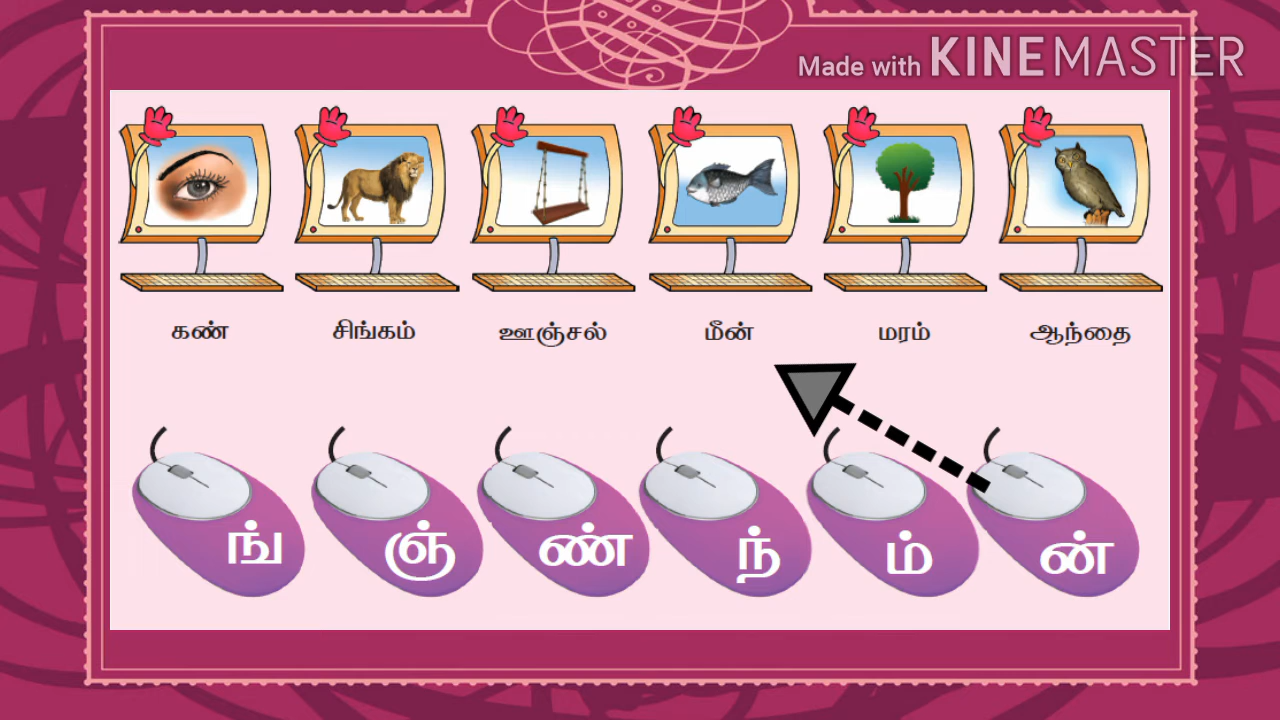 Made with KINEMASTER
கண் சிங்கம் ஊஞ்சல் மீன் மரம் ஆந்தை
ங் ஞ் ண் ந் ம் ன்